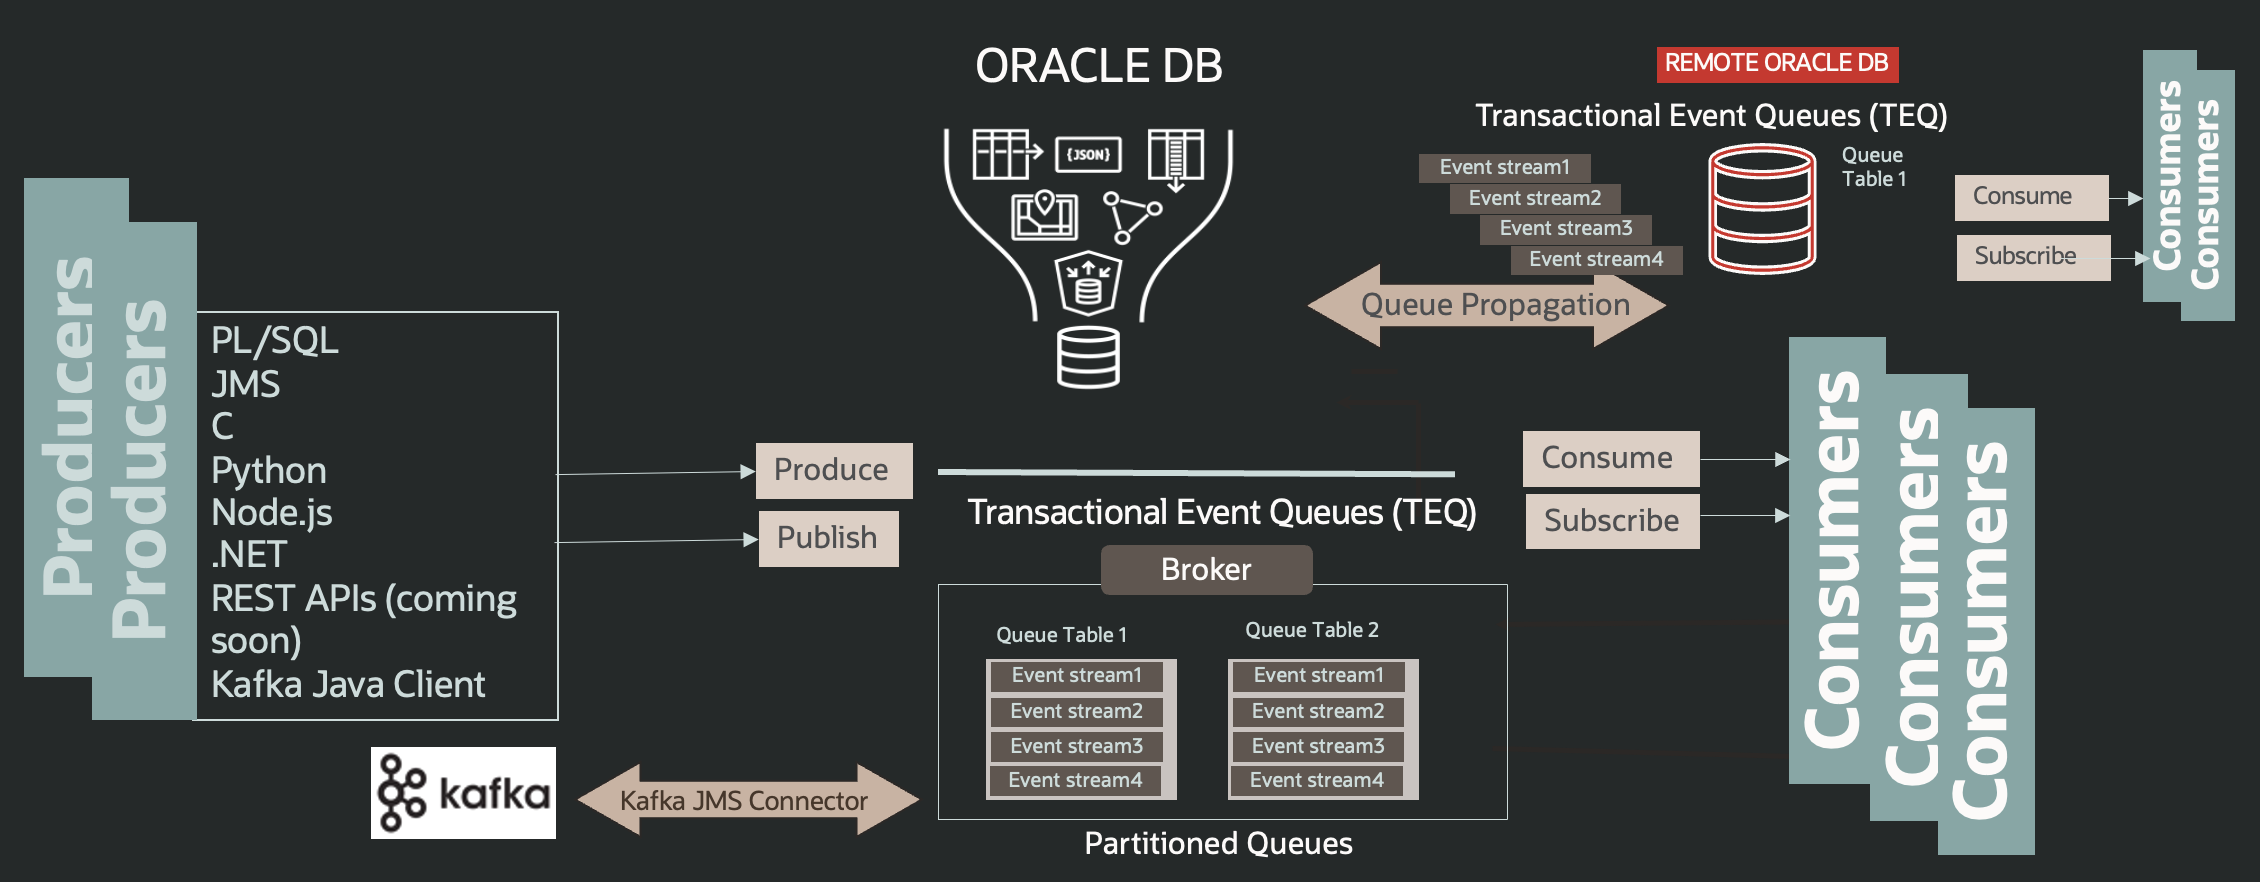 ORACLE DB
{JSON}
REMOTE ORACLE DB
Transactional Event Queues (TEQ)
Event stream1
Event stream2
Event stream3
Event stream4
Queue
Table 1
Consume
Subscribe
Consumers
Consumers
Queue Propagation
Producers
Producers
PL/SQL
JMS
C
Python
Node.js
.NET
REST APIs (coming
soon)
Kafka Java Client
Produce
Publish
Transactional Event Queues (TEQ)
Broker
Queue Table 1
Event stream1
Event stream2
Event stream3
Event stream4
Queue Table 2
Event stream1
Event stream2
Event stream3
Event stream4
Partitioned Queues
Consume
Subscribe
Consumers
Consumers
Consumers
kafka
Kafka JMS Connector